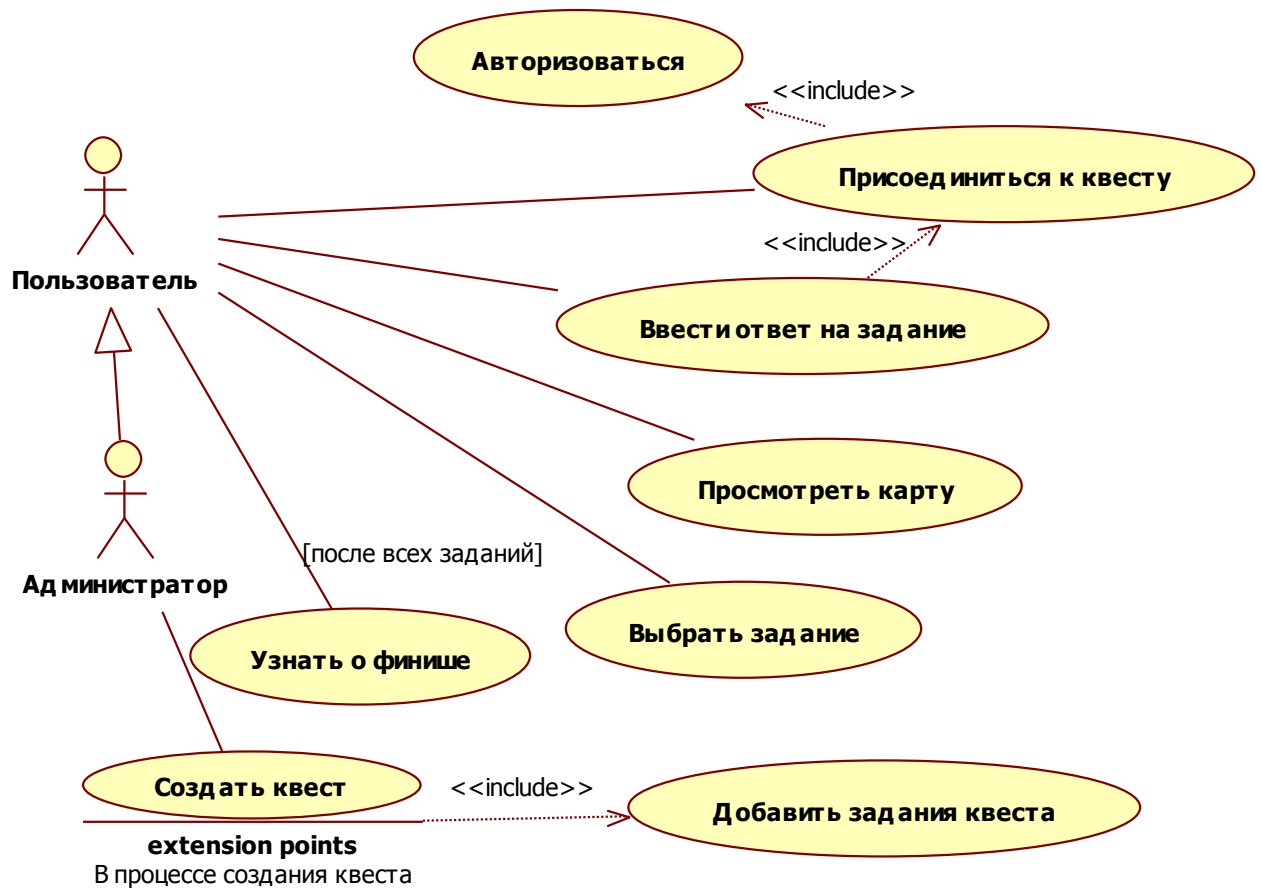 Авторизоваться
<<include>>
Присоединиться к квесту
<<include>>
Пользователь
Ввести ответ на задание
Просмотреть карту
[после всех заданий]
Администратор
Выбрать задание
Узнать о финише
Создать квест
<<include>>
Добавить задания квеста
extension points
В процессе создания квеста